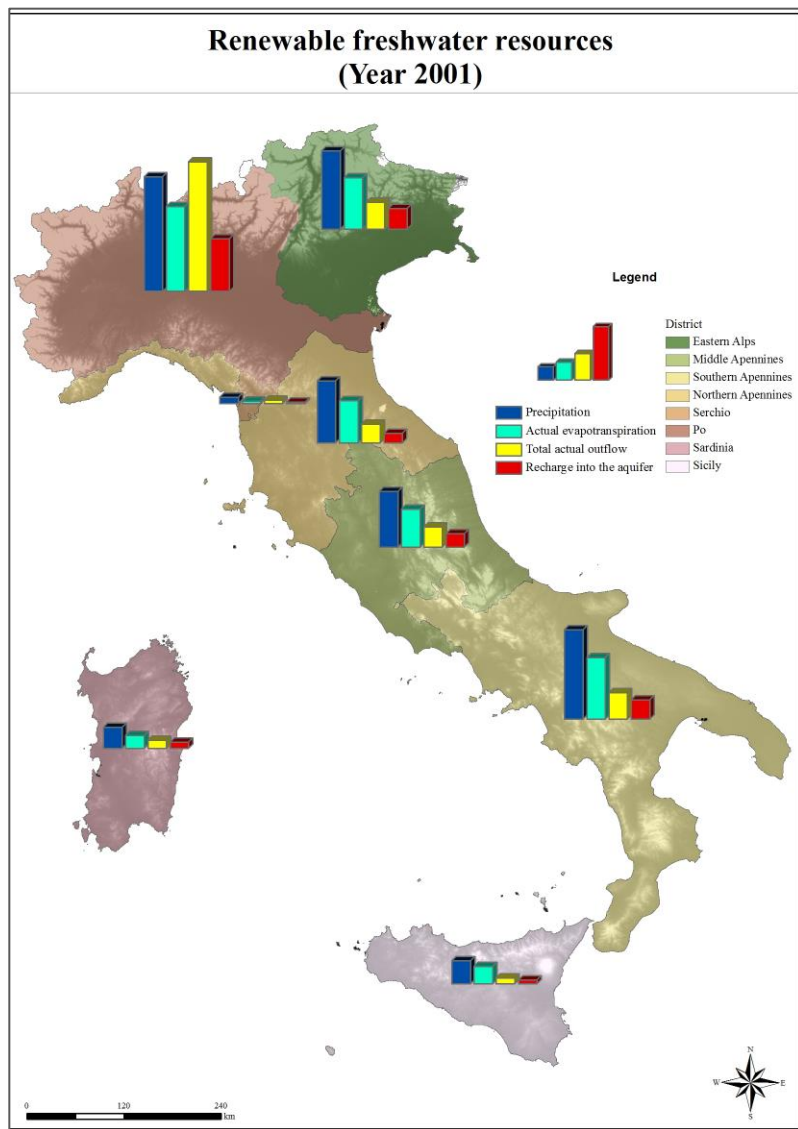 Renewable freshwater resources
(Year 2001)
Legend
District
Eastern Alps
Middle Apennines
Southern Apennines
Northern Apennines
Serchio
Po
Sardinia
Sicily
Precipitation
Actual evapotranspiration
Total actual outflow
Recharge into the aquifer
N
W E
S
0 120 240
km